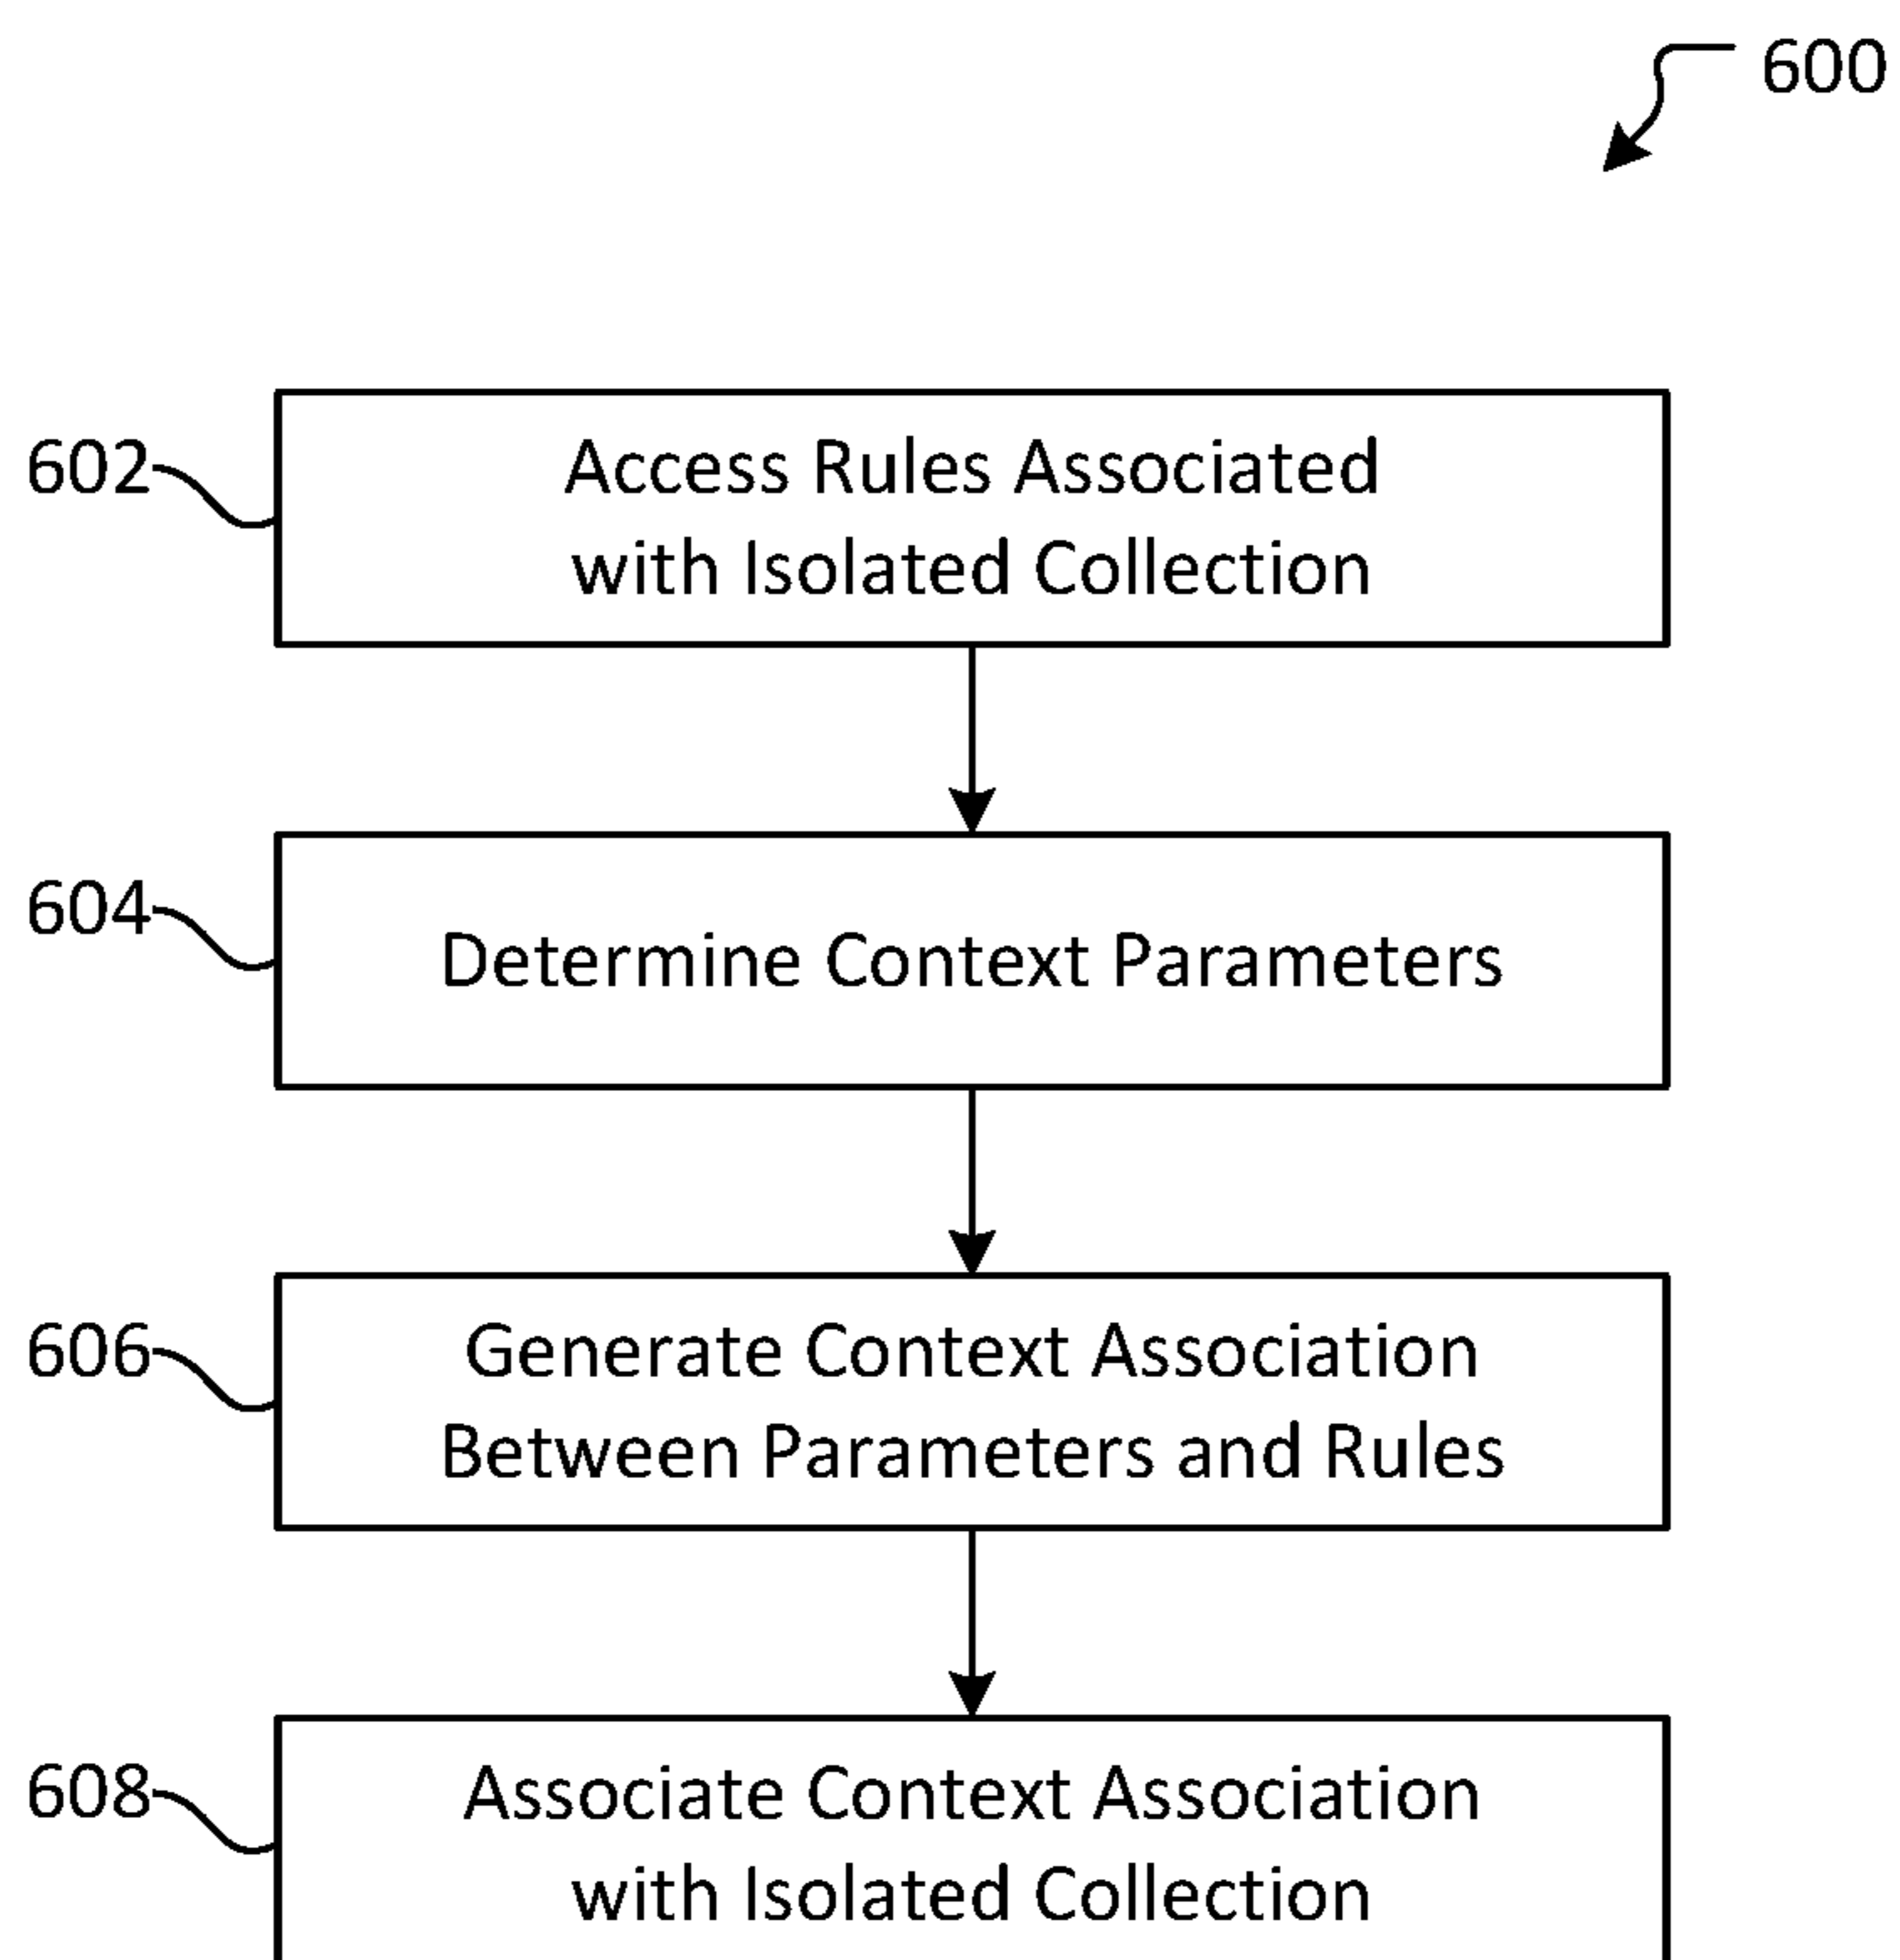 600
602
Access Rules Associated
with Isolated Collection
604
Determine Context Parameters
606
Generate Context Association
Between Parameters and Rules
608
Associate Context Association
with Isolated Collection